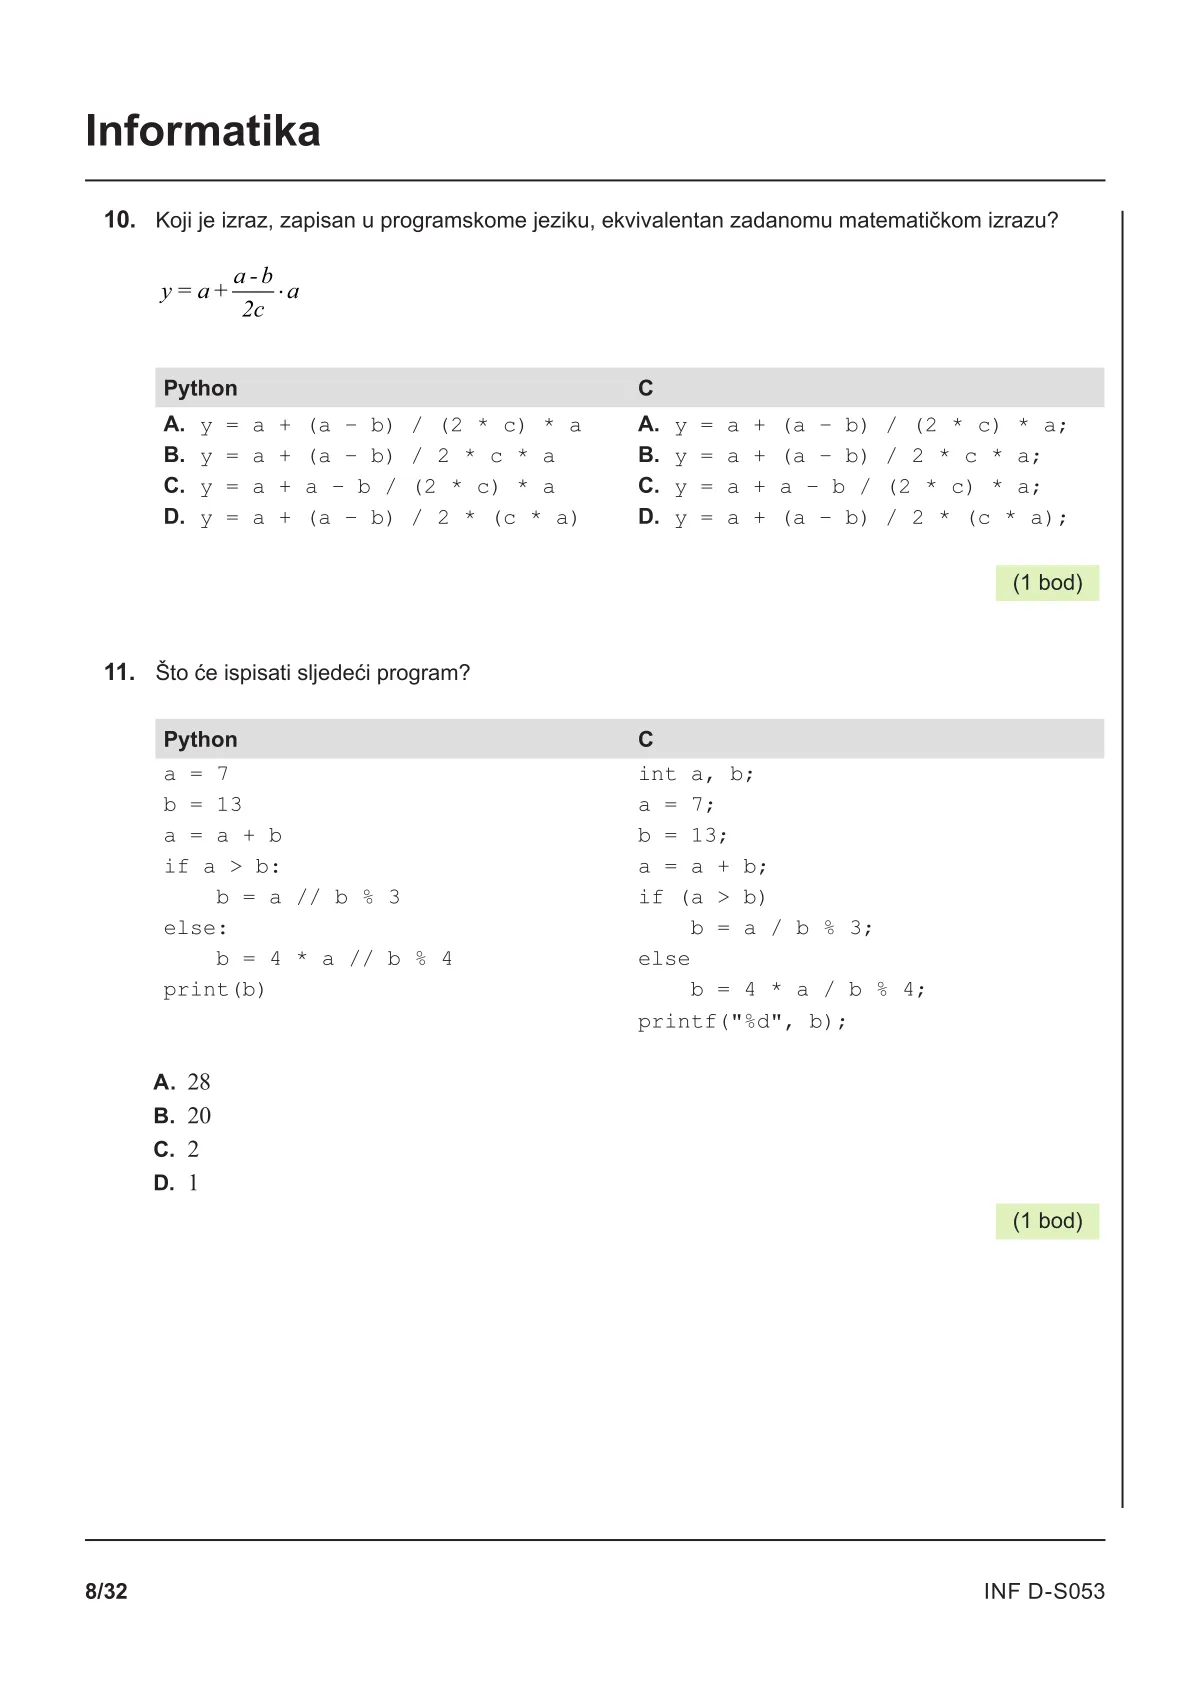 Informatika
10. Koji je izraz, zapisan u programskome jeziku, ekvivalentan zadanomu matematičkom izrazu?
y = a + \frac{a - b}{2c} · a
Python C
A. y = a + (a – b) / (2 * c) * a A. y = a + (a – b) / (2 * c) * a;
B. y = a + (a – b) / 2 * c * a B. y = a + (a – b) / 2 * c * a;
C. y = a + a – b / (2 * c) * a C. y = a + a – b / (2 * c) * a;
D. y = a + (a – b) / 2 * (c * a) D. y = a + (a – b) / 2 * (c * a);
(1 bod)
11. Što će ispisati sljedeći program?
Python C
a = 7 int a, b;
b = 13 a = 7;
a = a + b b = 13;
if a > b: a = a + b;
b = a // b % 3 if (a > b)
else: b = a / b % 3;
b = 4 * a // b % 4 else
print(b) b = 4 * a / b % 4;
printf("%d", b);
A. 28
B. 20
C. 2
D. 1
(1 bod)
8/32 INF D-S053